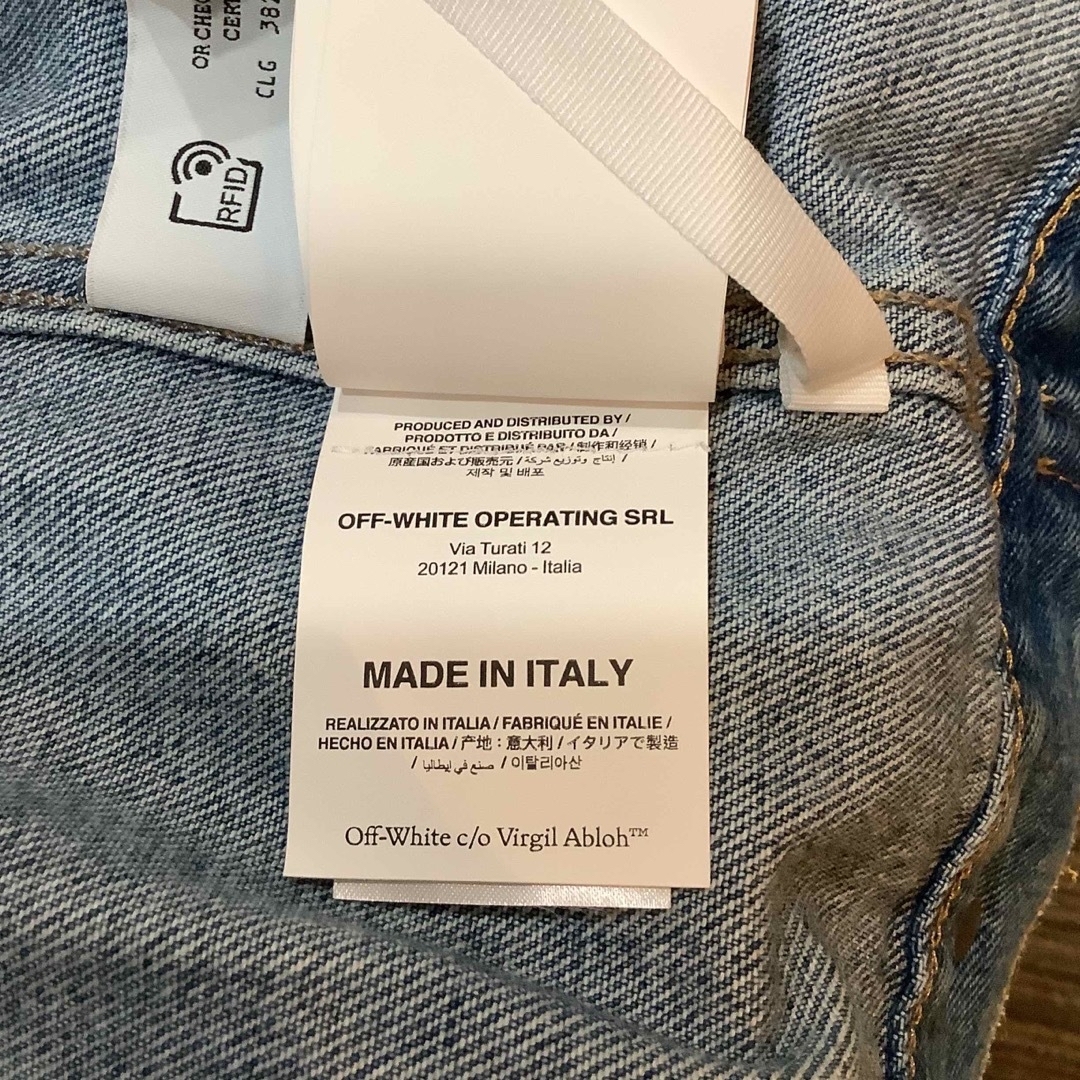 OR CHEC
CERT
CLG 382
RFID
PRODUCED AND DISTRIBUTED BY /
PRODOTTO E DISTRIBUITO DA /
FABRIQUÉ ET DISTRIBUÉ PAR / 制作和经销 /
原産国および販売元 / إنتاج وتوزيع شركة /
제작 및 배포
OFF-WHITE OPERATING SRL
Via Turati 12
20121 Milano - Italia
MADE IN ITALY
REALIZZATO IN ITALIA / FABRIQUÉ EN ITALIE /
HECHO EN ITALIA / 产地：意大利 / イタリアで製造
/ صنع في إيطاليا / 이탈리아산
Off-White c/o Virgil Abloh™